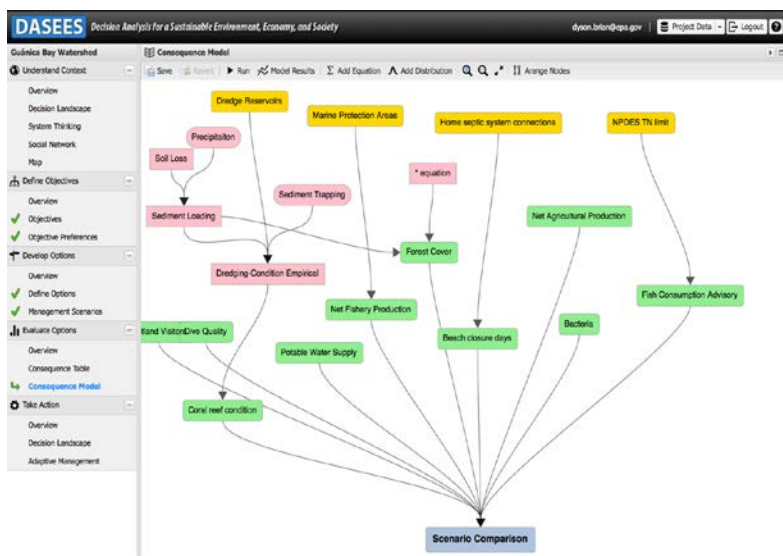 DASEES Decision Analysis for a Sustainable Environment, Economy, and Society
dyson.brian@epa.gov Project Data Logout
Guánica Bay Watershed
Consequence Model
Understand Context
Save Revert Run Model Results Σ Add Equation Add Distribution Arange Nodes
Overview
Decision Landscape
System Thinking
Social Network
Map
Define Objectives
Overview
Objectives
Objective Preferences
Develop Options
Overview
Define Options
Management Scenarios
Evaluate Options
Overview
Consequence Table
Consequence Model
Take Action
Overview
Decision Landscape
Adaptive Management
Dredge Reservoirs
Marine Protection Areas
Home septic system connections
NPDES TN limit
Precipitaiton
Soil Loss
* equation
Sediment Trapping
Sediment Loading
Net Agricultural Production
Forest Cover
Dredging-Condition Empirical
Fish Consumption Advisory
Net Fishery Production
tland Visitors
Dive Quality
Beach closure days
Bacteria
Potable Water Supply
Coral reef condition
Scenario Comparison